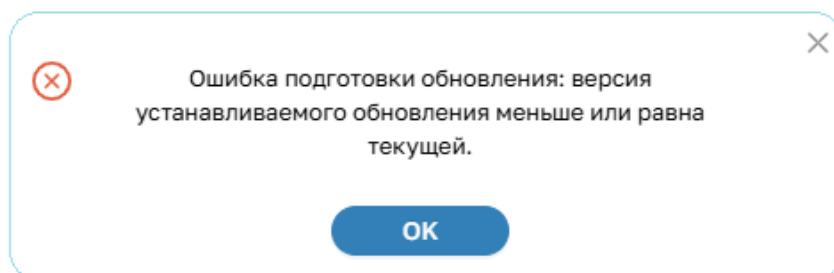 Ошибка подготовки обновления: версия
устанавливаемого обновления меньше или равна
текущей.
OK